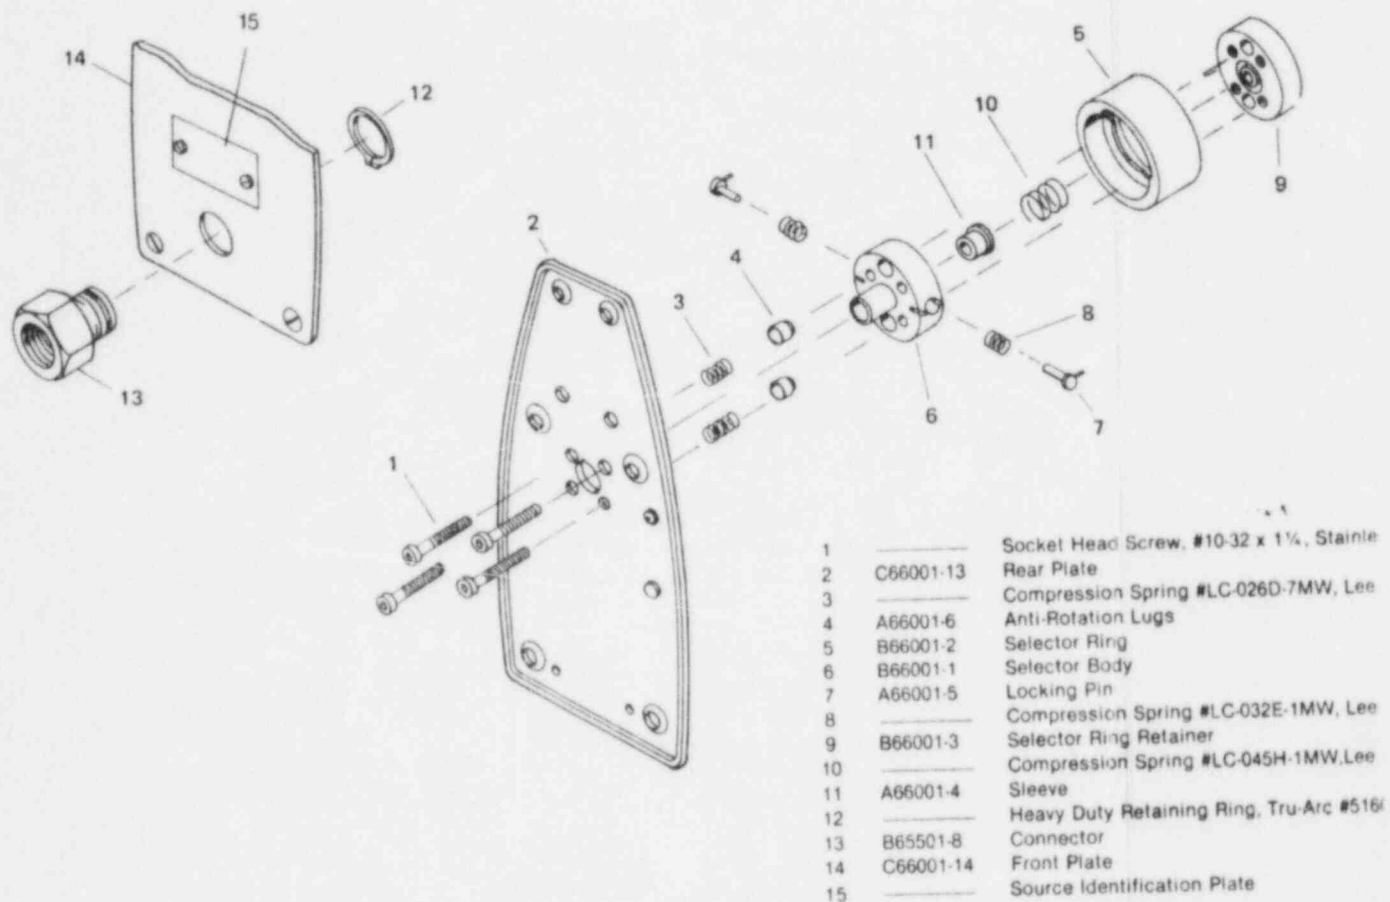 15
14
12
5
10
11
9
2
4
3
8
13
6
7
1
1 Socket Head Screw, #10-32 x 1¼, Stainle
2 C66001-13 Rear Plate
3 Compression Spring #LC-026D-7MW, Lee
4 A66001-6 Anti-Rotation Lugs
5 B66001-2 Selector Ring
6 B66001-1 Selector Body
7 A66001-5 Locking Pin
8 Compression Spring #LC-032E-1MW, Lee
9 B66001-3 Selector Ring Retainer
10 Compression Spring #LC-045H-1MW,Lee
11 A66001-4 Sleeve
12 Heavy Duty Retaining Ring, Tru-Arc
13 B65501-8 Connector
14 C66001-14 Front Plate
15 Source Identification Plate